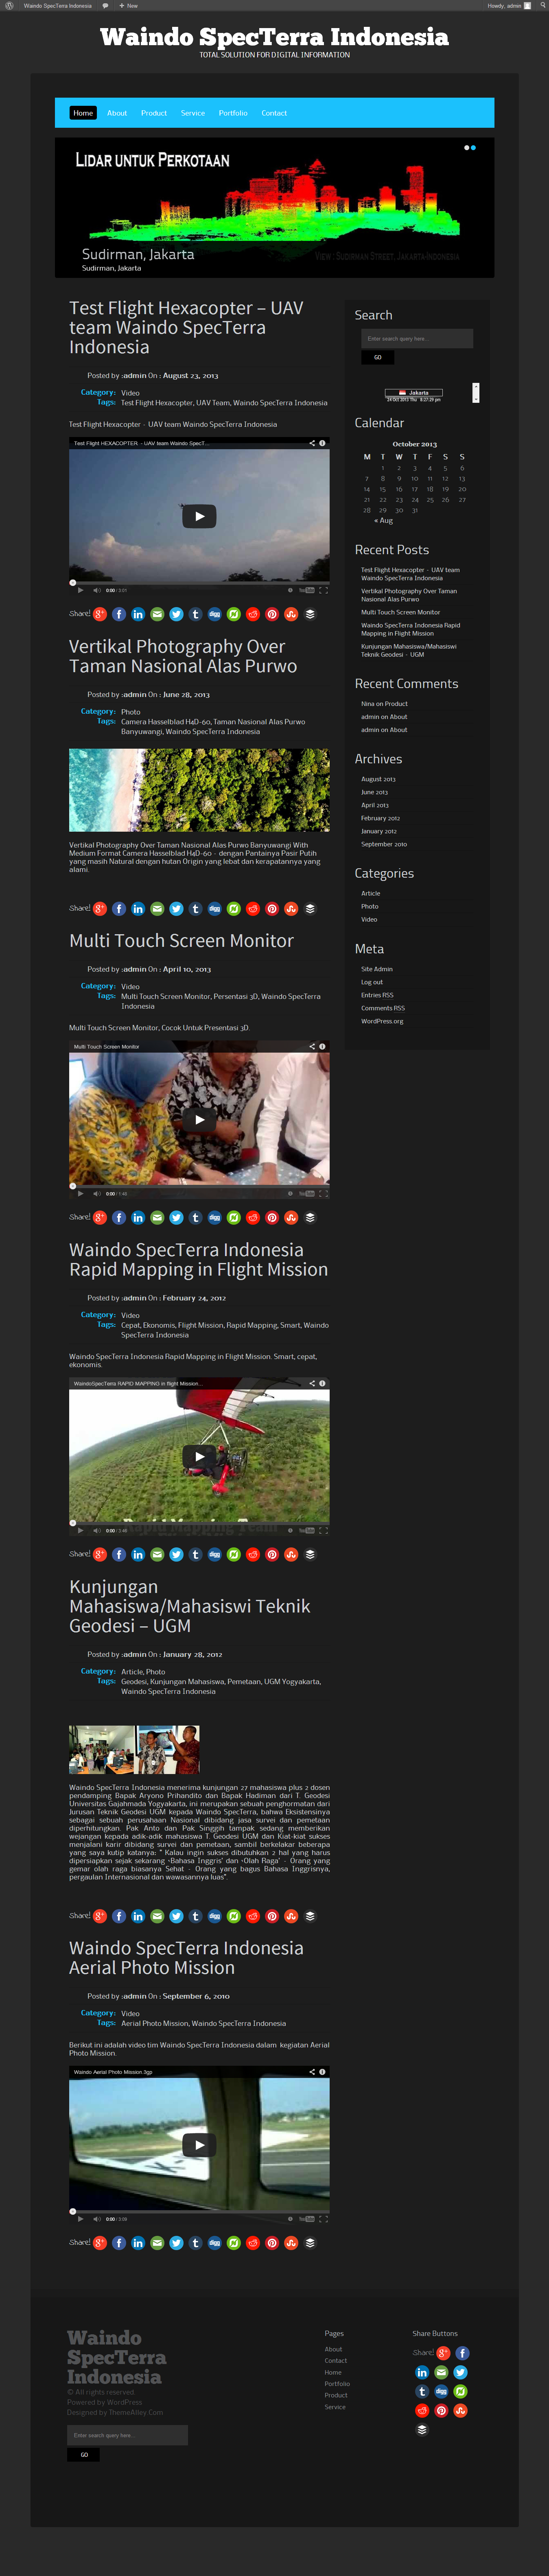 Waindo SpecTerra Indonesia New Howdy, admin
Waindo SpecTerra Indonesia
TOTAL SOLUTION FOR DIGITAL INFORMATION
Home About Product Service Portfolio Contact
LIDAR UNTUK PERKOTAAN
Sudirman, Jakarta
VIEW : SUDIRMAN STREET, JAKARTA-INDONESIA
Sudirman, Jakarta
Test Flight Hexacopter – UAV
team Waindo SpecTerra
Indonesia
Posted by :admin On : August 23, 2013
Category: Video
Tags: Test Flight Hexacopter, UAV Team, Waindo SpecTerra Indonesia
Test Flight Hexacopter - UAV team Waindo SpecTerra Indonesia
Test Flight HEXACOPTER - UAV team Waindo SpecT...
0:00 / 3:01
Share!
Vertikal Photography Over
Taman Nasional Alas Purwo
Posted by :admin On : June 28, 2013
Category: Photo
Tags: Camera Hasselblad H4D-60, Taman Nasional Alas Purwo
Banyuwangi, Waindo SpecTerra Indonesia
Vertikal Photography Over Taman Nasional Alas Purwo Banyuwangi With
Medium Format Camera Hasselblad H4D-60 - dengan Pantainya Pasir Putih
yang masih Natural dengan hutan Origin yang lebat dan kerapatannya yang
alami.
Share!
Multi Touch Screen Monitor
Posted by :admin On : April 10, 2013
Category: Video
Tags: Multi Touch Screen Monitor, Persentasi 3D, Waindo SpecTerra
Indonesia
Multi Touch Screen Monitor, Cocok Untuk Presentasi 3D.
Multi Touch Screen Monitor
0:00 / 1:48
Share!
Waindo SpecTerra Indonesia
Rapid Mapping in Flight Mission
Posted by :admin On : February 24, 2012
Category: Video
Tags: Cepat, Ekonomis, Flight Mission, Rapid Mapping, Smart, Waindo
SpecTerra Indonesia
Waindo SpecTerra Indonesia Rapid Mapping in Flight Mission. Smart, cepat,
ekonomis.
WaindoSpecTerra RAPID MAPPING in flight Mission...
Rapid Mapping Team
0:00 / 3:48
Share!
Kunjungan
Mahasiswa/Mahasiswi Teknik
Geodesi – UGM
Posted by :admin On : January 28, 2012
Category: Article, Photo
Tags: Geodesi, Kunjungan Mahasiswa, Pemetaan, UGM Yogyakarta,
Waindo SpecTerra Indonesia
Waindo SpecTerra Indonesia menerima kunjungan 27 mahasiswa plus 2 dosen
pendamping Bapak Aryono Prihandito dan Bapak Hadiman dari T. Geodesi
Universitas Gajahmada Yogyakarta, ini merupakan sebuah penghormatan dari
Jurusan Teknik Geodesi UGM kepada Waindo SpecTerra, bahwa Eksistensinya
sebagai sebuah perusahaan Nasional dibidang jasa survei dan pemetaan
diperhitungkan. Pak Anto dan Pak Singgih tampak sedang memberikan
wejangan kepada adik-adik mahasiswa T. Geodesi UGM dan Kiat-kiat sukses
menjalani karir dibidang survei dan pemetaan, sambil berkelakar beberapa
yang saya kutip katanya: " Kalau ingin sukses dibutuhkan 2 hal yang harus
dipersiapkan sejak sekarang <Bahasa Inggris' dan <Olah Raga' - Orang yang
gemar olah raga biasanya Sehat - Orang yang bagus Bahasa Inggrisnya,
pergaulan Internasional dan wawasannya luas".
Share!
Waindo SpecTerra Indonesia
Aerial Photo Mission
Posted by :admin On : September 6, 2010
Category: Video
Tags: Aerial Photo Mission, Waindo SpecTerra Indonesia
Berikut ini adalah video tim Waindo SpecTerra Indonesia dalam kegiatan Aerial
Photo Mission.
Waindo Aerial Photo Mission.3gp
0:00 / 3:09
Share!
Search
Enter search query here...
GO
Jakarta
24 Oct 2013 Thu 8:27:29 pm
Calendar
October 2013
M T W T F S S
1 2 3 4 5 6
7 8 9 10 11 12 13
14 15 16 17 18 19 20
21 22 23 24 25 26 27
28 29 30 31
« Aug
Recent Posts
Test Flight Hexacopter - UAV team
Waindo SpecTerra Indonesia
Vertikal Photography Over Taman
Nasional Alas Purwo
Multi Touch Screen Monitor
Waindo SpecTerra Indonesia Rapid
Mapping in Flight Mission
Kunjungan Mahasiswa/Mahasiswi
Teknik Geodesi - UGM
Recent Comments
Nina on Product
admin on About
admin on About
Archives
August 2013
June 2013
April 2013
February 2012
January 2012
September 2010
Categories
Article
Photo
Video
Meta
Site Admin
Log out
Entries RSS
Comments RSS
WordPress.org
Waindo
SpecTerra
Indonesia
© All rights reserved.
Powered by WordPress
Designed by ThemeAlley.Com
Enter search query here...
GO
Pages
About
Contact
Home
Portfolio
Product
Service
Share Buttons
Share!